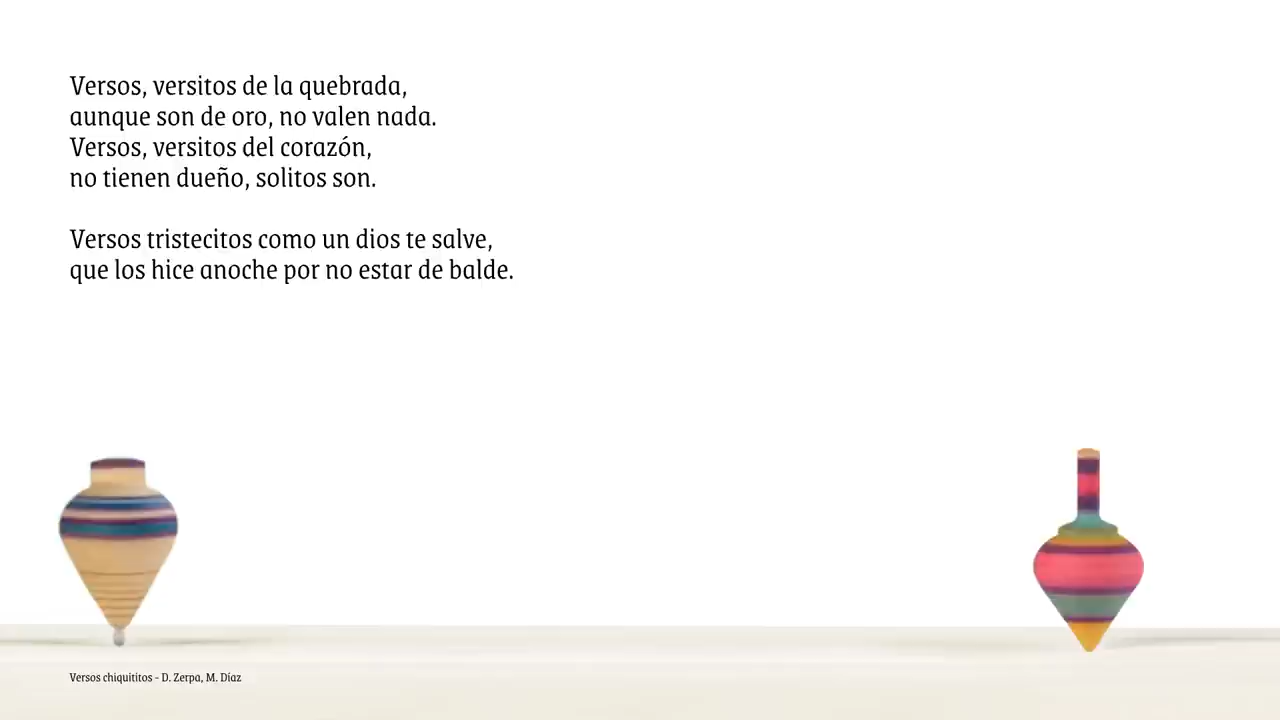 Versos, versitos de la quebrada,
aunque son de oro, no valen nada.
Versos, versitos del corazón,
no tienen dueño, solitos son.
Versos tristecitos como un dios te salve,
que los hice anoche por no estar de balde.
Versos chiquititos - D. Zerpa, M. Díaz